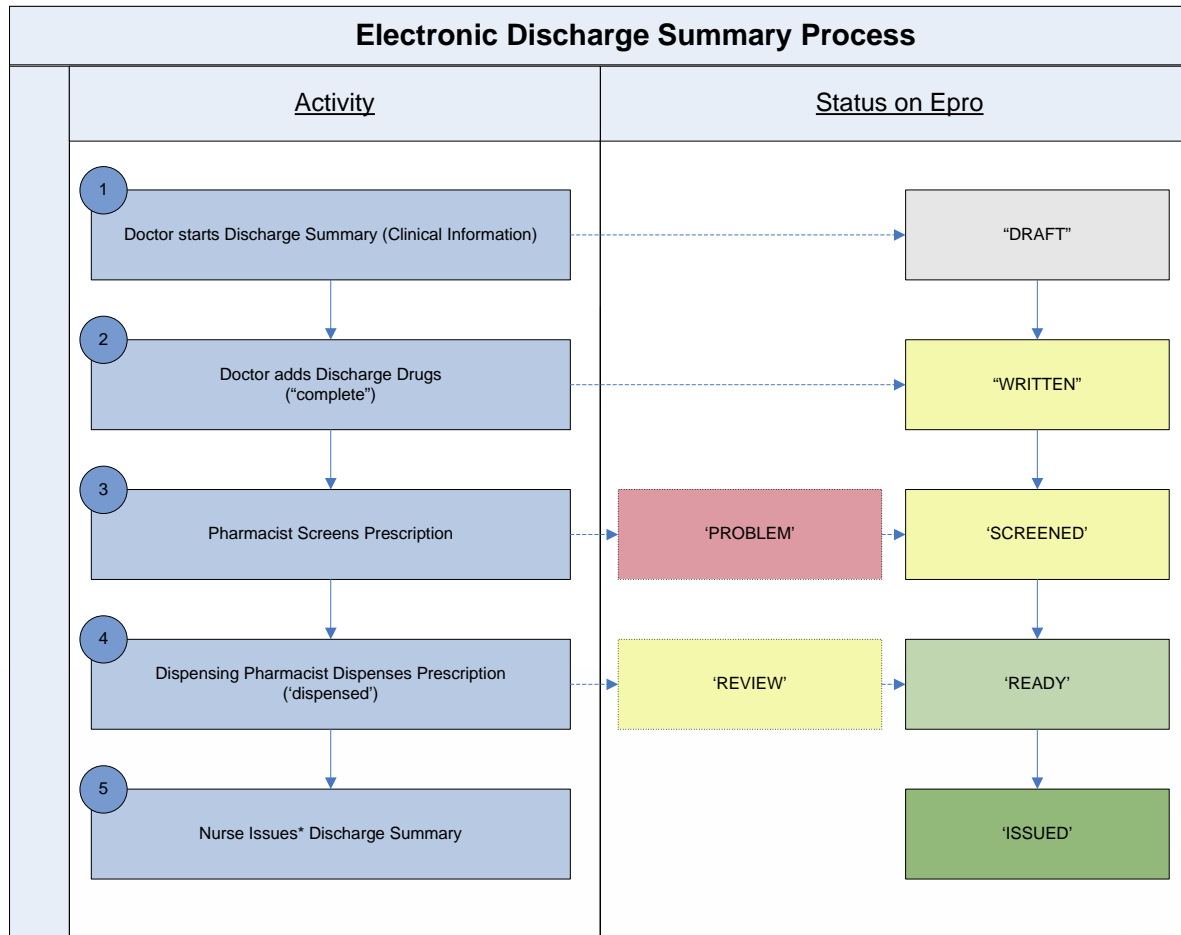 Electronic Discharge Summary Process
Activity
Status on Epro
1
Doctor starts Discharge Summary (Clinical Information)
“DRAFT”
2
Doctor adds Discharge Drugs
(“complete”)
“WRITTEN”
3
Pharmacist Screens Prescription
‘PROBLEM’
‘SCREENED’
4
Dispensing Pharmacist Dispenses Prescription
(‘dispensed’)
‘REVIEW’
‘READY’
5
Nurse Issues* Discharge Summary
‘ISSUED’